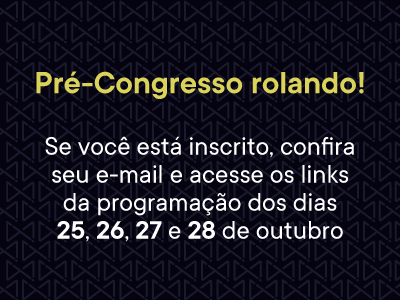 Pré-Congresso rolando!
Se você está inscrito, confira
seu e-mail e acesse os links
da programação dos dias
25, 26, 27 e 28 de outubro